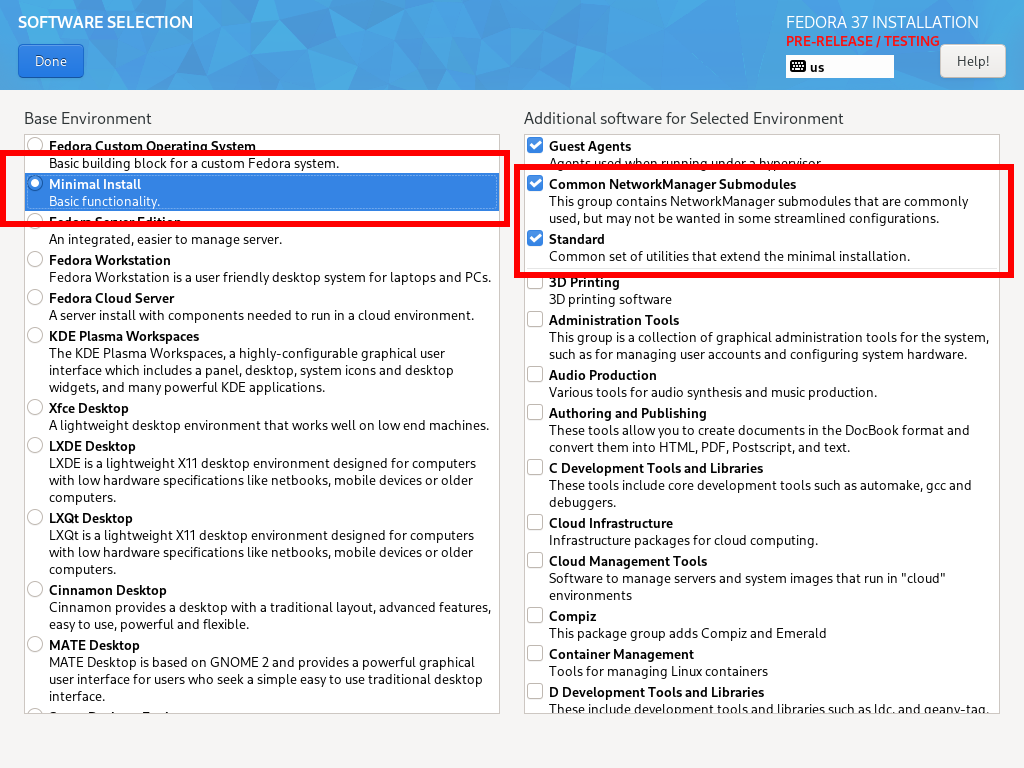 SOFTWARE SELECTION
Done
FEDORA 37 INSTALLATION
PRE-RELEASE / TESTING
us
Help!
Base Environment
Fedora Custom Operating System
Basic building block for a custom Fedora system.
Minimal Install
Basic functionality.
Fedora Server Edition
An integrated, easier to manage server.
Fedora Workstation
Fedora Workstation is a user friendly desktop system for laptops and PCs.
Fedora Cloud Server
A server install with components needed to run in a cloud environment.
KDE Plasma Workspaces
The KDE Plasma Workspaces, a highly-configurable graphical user
interface which includes a panel, desktop, system icons and desktop
widgets, and many powerful KDE applications.
Xfce Desktop
A lightweight desktop environment that works well on low end machines.
LXDE Desktop
LXDE is a lightweight X11 desktop environment designed for computers
with low hardware specifications like netbooks, mobile devices or older
computers.
LXQt Desktop
LXQt is a lightweight X11 desktop environment designed for computers
with low hardware specifications like netbooks, mobile devices or older
computers.
Cinnamon Desktop
Cinnamon provides a desktop with a traditional layout, advanced features,
easy to use, powerful and flexible.
MATE Desktop
MATE Desktop is based on GNOME 2 and provides a powerful graphical
user interface for users who seek a simple easy to use traditional desktop
interface.
Additional software for Selected Environment
Guest Agents
Agents used when running under a hypervisor.
Common NetworkManager Submodules
This group contains NetworkManager submodules that are commonly
used, but may not be wanted in some streamlined configurations.
Standard
Common set of utilities that extend the minimal installation.
3D Printing
3D printing software
Administration Tools
This group is a collection of graphical administration tools for the system,
such as for managing user accounts and configuring system hardware.
Audio Production
Various tools for audio synthesis and music production.
Authoring and Publishing
These tools allow you to create documents in the DocBook format and
convert them into HTML, PDF, Postscript, and text.
C Development Tools and Libraries
These tools include core development tools such as automake, gcc and
debuggers.
Cloud Infrastructure
Infrastructure packages for cloud computing.
Cloud Management Tools
Software to manage servers and system images that run in "cloud"
environments
Compiz
This package group adds Compiz and Emerald
Container Management
Tools for managing Linux containers
D Development Tools and Libraries
These include development tools and libraries such as ldc, and geany-tag.